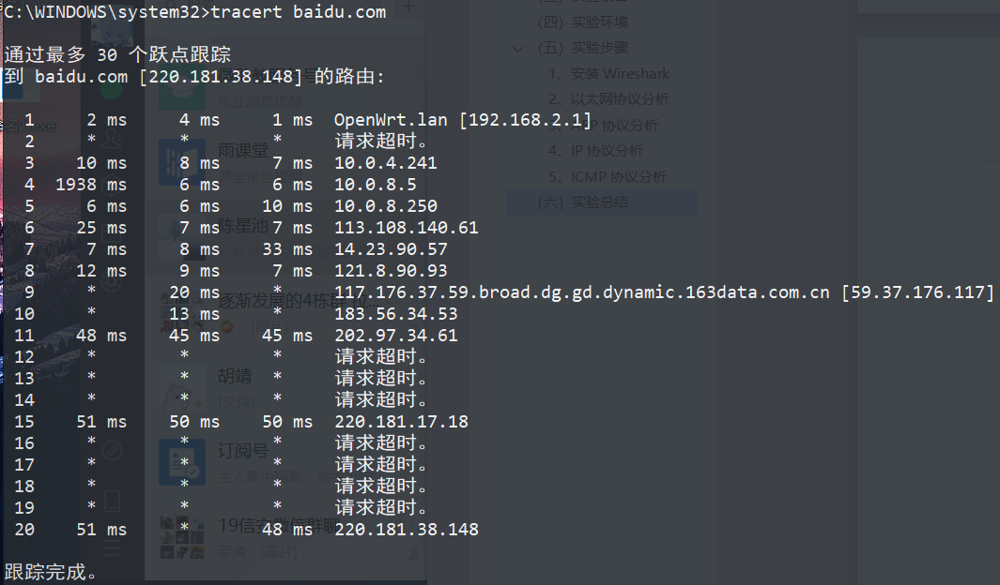 C:\WINDOWS\system32>tracert baidu.com
通过最多 30 个跃点跟踪
到 baidu.com [220.181.38.148] 的路由:
1 2 ms 4 ms 1 ms OpenWrt.lan [192.168.2.1]
2 * * * 请求超时。
3 10 ms 8 ms 7 ms 10.0.4.241
4 1938 ms 6 ms 6 ms 10.0.8.5
5 6 ms 6 ms 10 ms 10.0.8.250
6 25 ms 7 ms 7 ms 113.108.140.61
7 7 ms 8 ms 33 ms 14.23.90.57
8 12 ms 9 ms 7 ms 121.8.90.93
9 * 20 ms * 117.176.37.59.broad.dg.gd.dynamic.163data.com.cn [59.37.176.117]
10 * 13 ms * 183.56.34.53
11 48 ms 45 ms 45 ms 202.97.34.61
12 * * * 请求超时。
13 * * * 请求超时。
14 * * * 请求超时。
15 51 ms 50 ms 50 ms 220.181.17.18
16 * * * 请求超时。
17 * * * 请求超时。
18 * * * 请求超时。
19 * * * 请求超时。
20 51 ms * 48 ms 220.181.38.148
跟踪完成。
(四) 实验环境
(五) 实验步骤
1、安装 Wireshark
2、以太网协议分析
协议分析
4、IP 协议分析
5、ICMP 协议分析
(六) 实验总结
雨课堂
陈星池
逐渐发展的4栋群
胡靖
[文件]
订阅号
19信安微信群聊
[图片]